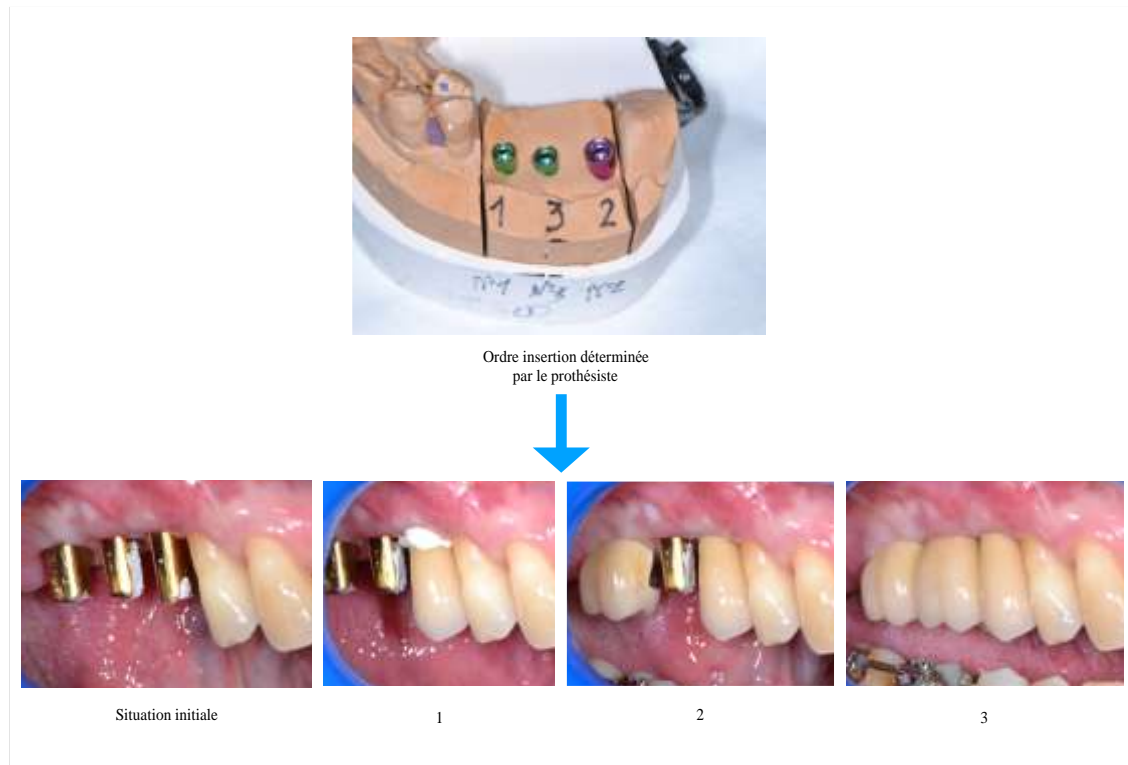 1 3 2
Ordre insertion déterminée
par le prothésiste
Situation initiale
1
2
3